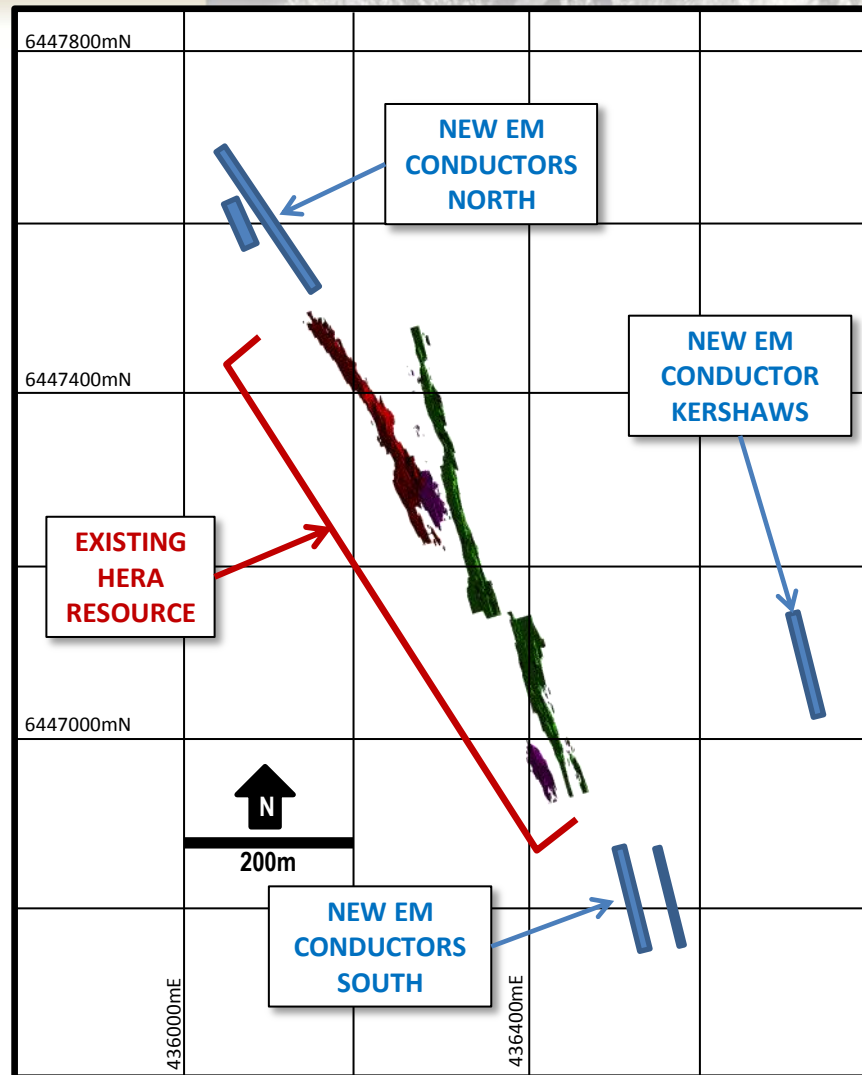 6447800mN
NEW EM
CONDUCTORS
NORTH
NEW EM
CONDUCTOR
KERSHAWS
6447400mN
EXISTING
HERA
RESOURCE
6447000mN
N
200m
NEW EM
CONDUCTORS
SOUTH
436000mE
436400mE